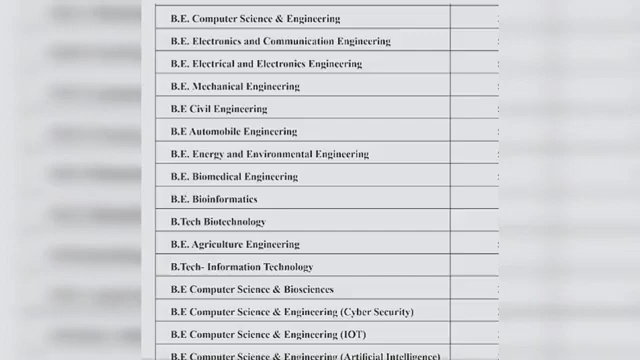 B.E. Computer Science & Engineering
B.E. Electronics and Communication Engineering
B.E. Electrical and Electronics Engineering
B.E. Mechanical Engineering
B.E Civil Engineering
B.E Automobile Engineering
B.E. Energy and Environmental Engineering
B.E. Biomedical Engineering
B.E. Bioinformatics
B.Tech Biotechnology
B.E. Agriculture Engineering
B.Tech- Information Technology
B.E Computer Science & Biosciences
B.E Computer Science & Engineering (Cyber Security)
B.E Computer Science & Engineering (IOT)
B.E Computer Science & Engineering (Artificial Intelligence)